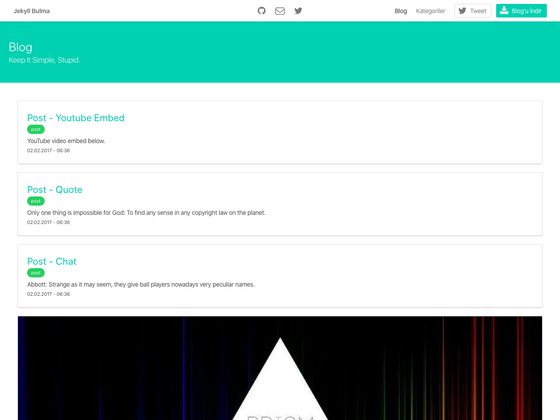 Jekyll Bulma
Blog
Kategoriler
Tweet
Blog'u İndir
Blog
Keep It Simple, Stupid.
Post - Youtube Embed
post
YouTube video embed below.
02.02.2017 - 06:36
Post - Quote
post
Only one thing is impossible for God: To find any sense in any copyright law on the planet.
02.02.2017 - 06:36
Post - Chat
post
Abbott: Strange as it may seem, they give ball players nowadays very peculiar names.
02.02.2017 - 06:36